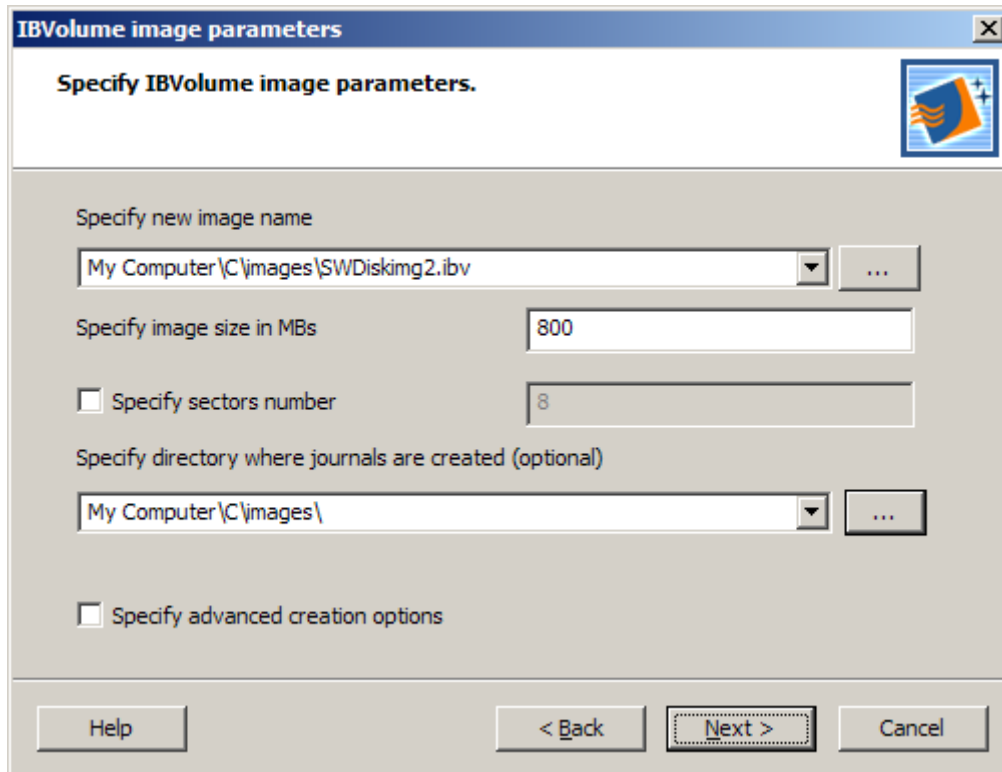 IBVolume image parameters
Specify IBVolume image parameters.
Specify new image name
My Computer\C\images\SWDiskimg2.ibv
...
Specify image size in MBs
800
Specify sectors number
8
Specify directory where journals are created (optional)
My Computer\C\images\
...
Specify advanced creation options
Help
< Back
Next >
Cancel